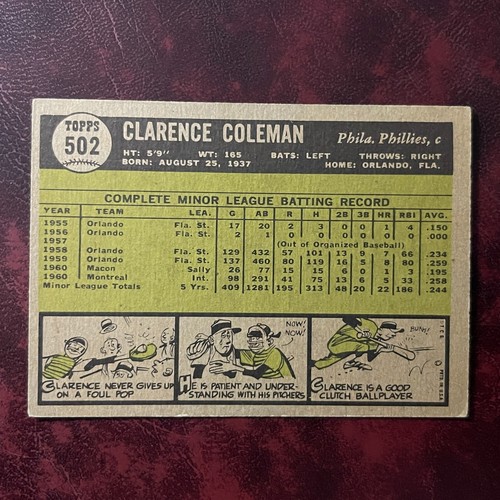 TOPPS
502
CLARENCE COLEMAN Phila. Phillies, c
HT: 5'9" WT: 165 BATS: LEFT THROWS: RIGHT
BORN: AUGUST 25, 1937 HOME: ORLANDO, FLA.
COMPLETE MINOR LEAGUE BATTING RECORD
YEAR TEAM LEA. G AB R H 2B 3B HR RBI AVG.
1955 Orlando Fla. St. 17 20 2 3 0 0 1 4 .150
1956 Orlando Fla. St. 2 1 0 0 0 0 0 0 .000
1957 (Out of Organized Baseball)
1958 Orlando Fla. St. 129 432 57 101 13 9 7 66 .234
1959 Orlando Fla. St. 137 460 80 119 16 5 8 80 .259
1960 Macon Sally 26 77 15 15 6 0 1 3 .195
1960 Montreal Int. 98 291 41 75 13 6 5 33 .258
Minor League Totals 5 Yrs. 409 1281 195 313 48 20 22 186 .244
CLARENCE NEVER GIVES UP
ON A FOUL POP
NOW!
NOW!
HE IS PATIENT AND UNDER-
STANDING WITH HIS PITCHERS
CLARENCE IS A GOOD
CLUTCH BALLPLAYER